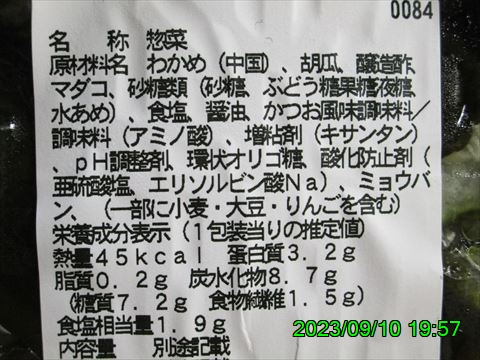 0084
名　　称　惣菜
原材料名　わかめ（中国）、胡瓜、醸造酢、
マダコ、砂糖類（砂糖、ぶどう糖果糖液糖、
水あめ）、食塩、醤油、かつお風味調味料／
調味料（アミノ酸）、増粘剤（キサンタン）
、ｐＨ調整剤、環状オリゴ糖、酸化防止剤（
亜硫酸塩、エリソルビン酸Ｎａ）、ミョウバ
ン、（一部に小麦・大豆・りんごを含む）
栄養成分表示（１包装当りの推定値）
熱量４５ｋｃａｌ　蛋白質３．２ｇ
脂質０．２ｇ　炭水化物８．７ｇ
（糖質７．２ｇ　食物繊維１．５ｇ）
食塩相当量１．９ｇ
内容量　　別途記載
2023/09/10 19:57